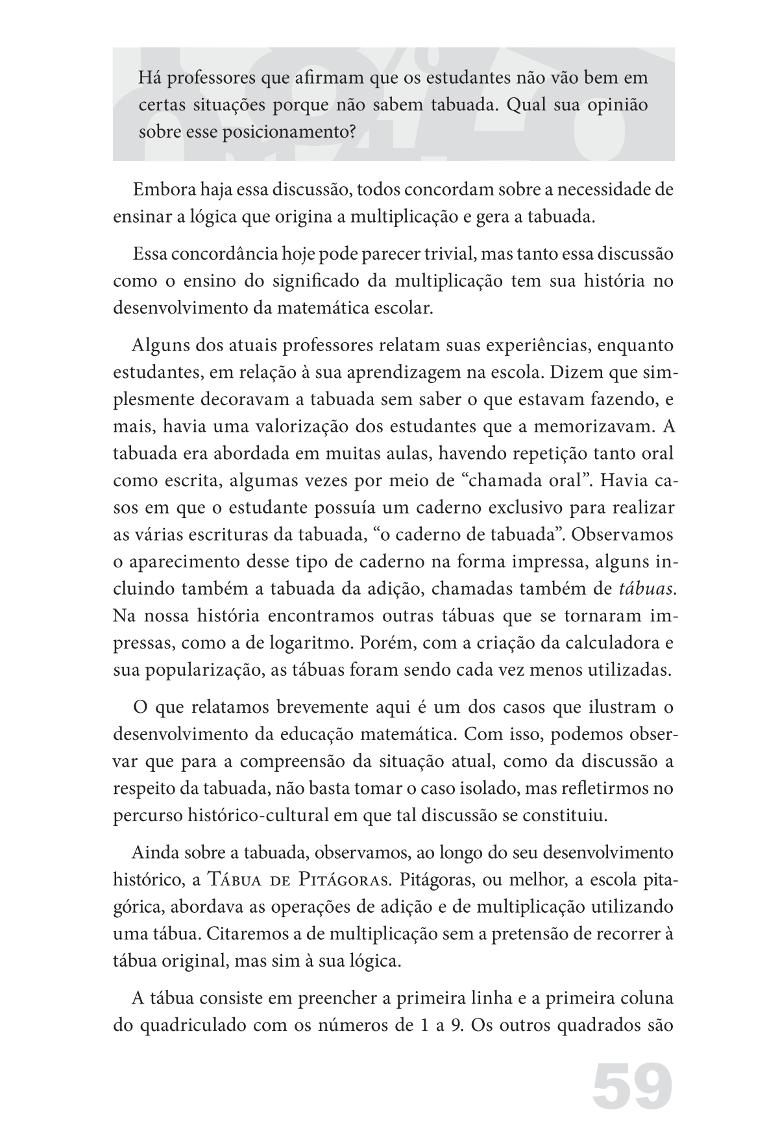 Há professores que afirmam que os estudantes não vão bem em
certas situações porque não sabem tabuada. Qual sua opinião
sobre esse posicionamento?
Embora haja essa discussão, todos concordam sobre a necessidade de
ensinar a lógica que origina a multiplicação e gera a tabuada.
Essa concordância hoje pode parecer trivial, mas tanto essa discussão
como o ensino do significado da multiplicação tem sua história no
desenvolvimento da matemática escolar.
Alguns dos atuais professores relatam suas experiências, enquanto
estudantes, em relação à sua aprendizagem na escola. Dizem que sim-
plesmente decoravam a tabuada sem saber o que estavam fazendo, e
mais, havia uma valorização dos estudantes que a memorizavam. A
tabuada era abordada em muitas aulas, havendo repetição tanto oral
como escrita, algumas vezes por meio de “chamada oral”. Havia ca-
sos em que o estudante possuía um caderno exclusivo para realizar
as várias escrituras da tabuada, “o caderno de tabuada”. Observamos
o aparecimento desse tipo de caderno na forma impressa, alguns in-
cluindo também a tabuada da adição, chamadas também de tábuas.
Na nossa história encontramos outras tábuas que se tornaram im-
pressas, como a de logaritmo. Porém, com a criação da calculadora e
sua popularização, as tábuas foram sendo cada vez menos utilizadas.
O que relatamos brevemente aqui é um dos casos que ilustram o
desenvolvimento da educação matemática. Com isso, podemos obser-
var que para a compreensão da situação atual, como da discussão a
respeito da tabuada, não basta tomar o caso isolado, mas refletirmos no
percurso histórico-cultural em que tal discussão se constituiu.
Ainda sobre a tabuada, observamos, ao longo do seu desenvolvimento
histórico, a Tábua de Pitágoras. Pitágoras, ou melhor, a escola pita-
górica, abordava as operações de adição e de multiplicação utilizando
uma tábua. Citaremos a de multiplicação sem a pretensão de recorrer à
tábua original, mas sim à sua lógica.
A tábua consiste em preencher a primeira linha e a primeira coluna
do quadriculado com os números de 1 a 9. Os outros quadrados são
59